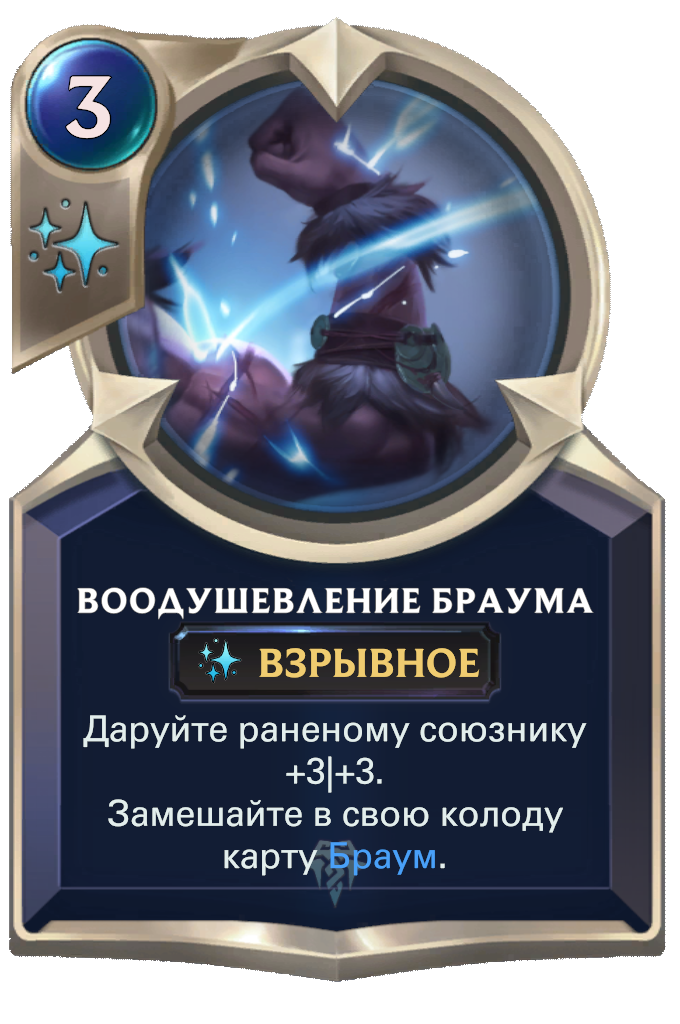 3
ВООДУШЕВЛЕНИЕ БРАУМА
ВЗРЫВНОЕ
Даруйте раненому союзнику
+3|+3.
Замешайте в свою колоду
карту Браум.